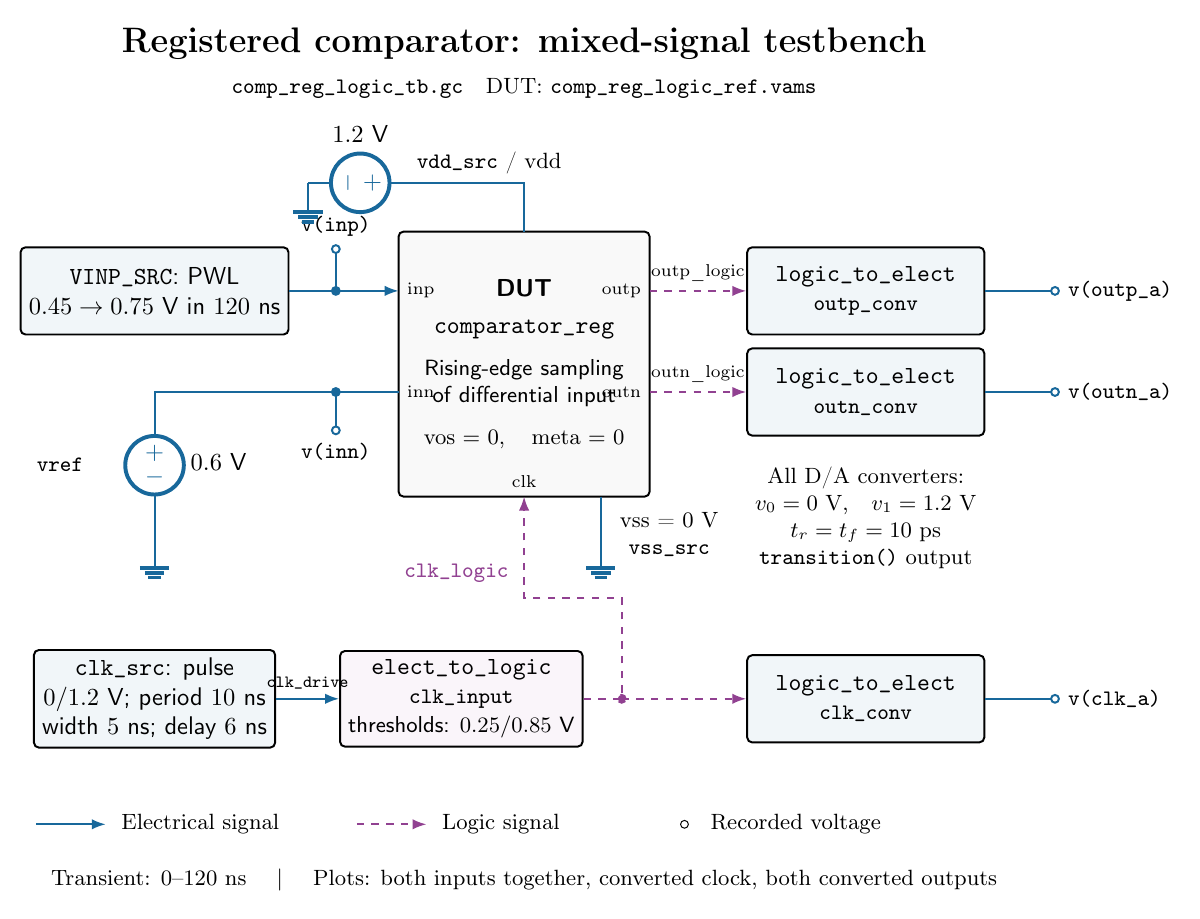 Registered comparator: mixed-signal testbench
comp_reg_logic_tb.gc DUT: comp_reg_logic_ref.vams
1.2 V
vdd_src / vdd
v(inp)
VINP_SRC: PWL
0.45 → 0.75 V in 120 ns
inp
DUT
outp
comparator_reg
Rising-edge sampling
of differential input
inn
outn
vos = 0, meta = 0
clk
outp_logic
logic_to_elect
outp_conv
v(outp_a)
outn_logic
logic_to_elect
outn_conv
v(outn_a)
v(inn)
vref
+
−
0.6 V
All D/A converters:
v₀ = 0 V, v₁ = 1.2 V
tᵣ = t_f = 10 ps
transition() output
vss = 0 V
vss_src
clk_logic
clk_src: pulse
0/1.2 V; period 10 ns
width 5 ns; delay 6 ns
clk_drive
elect_to_logic
clk_input
thresholds: 0.25/0.85 V
logic_to_elect
clk_conv
v(clk_a)
Electrical signal
Logic signal
Recorded voltage
Transient: 0–120 ns | Plots: both inputs together, converted clock, both converted outputs